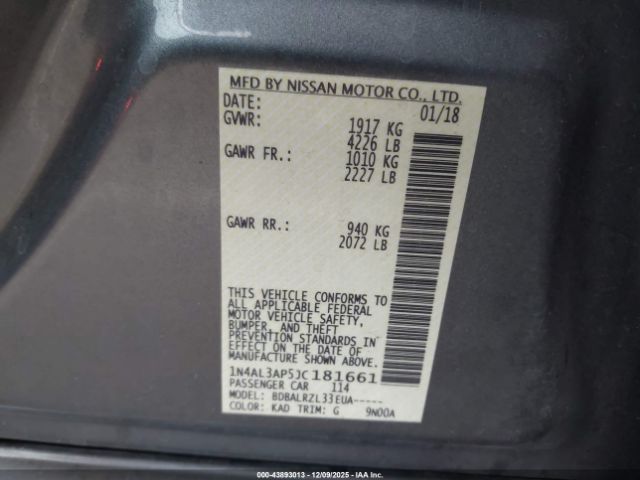 MFD BY NISSAN MOTOR CO., LTD.
DATE: 01/18
GVWR: 1917 KG
4226 LB
GAWR FR.: 1010 KG
2227 LB
GAWR RR.: 940 KG
2072 LB
THIS VEHICLE CONFORMS TO
ALL APPLICABLE FEDERAL
MOTOR VEHICLE SAFETY,
BUMPER, AND THEFT
PREVENTION STANDARDS IN
EFFECT ON THE DATE OF
MANUFACTURE SHOWN ABOVE.
1N4AL3AP5JC181661
PASSENGER CAR 114
MODEL: BDBALRZL33EUA-----
COLOR: KAD TRIM: G 9N00A
00-43893013 - 12/09/2025 - IAAI.COM